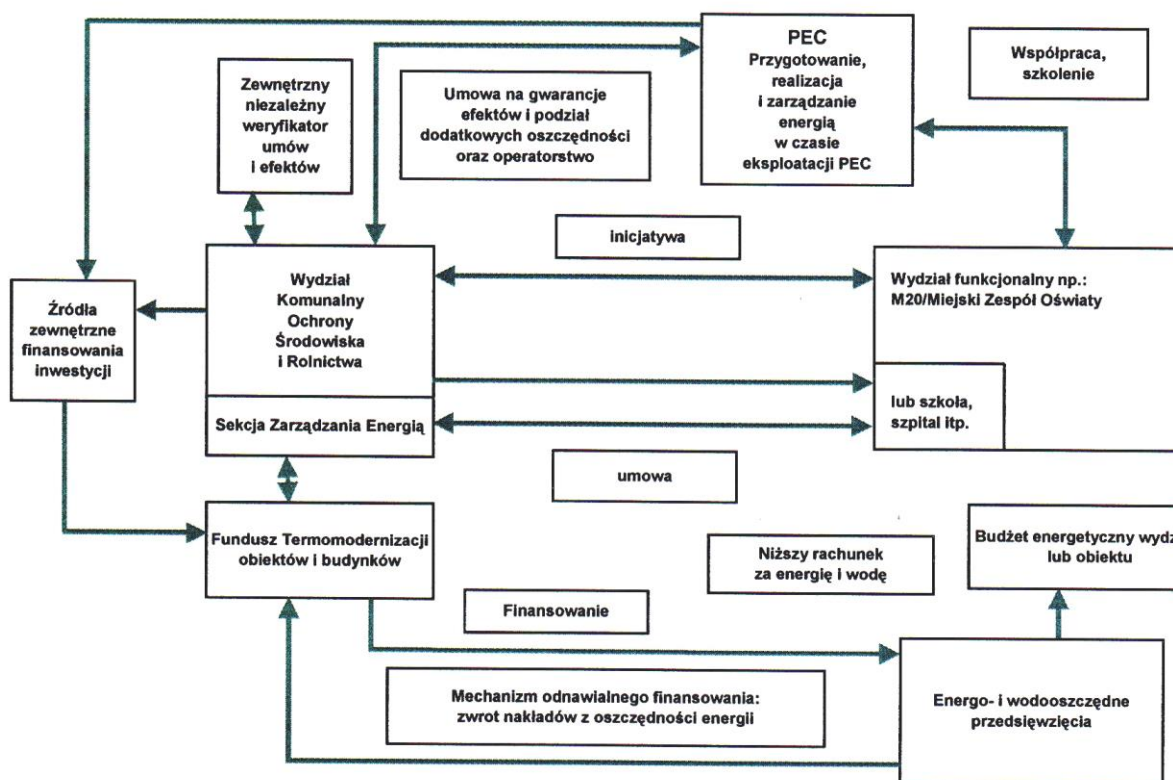 PEC
Przygotowanie,
realizacja
i zarządzanie
energią
w czasie
eksploatacji PEC
Współpraca,
szkolenie
Zewnętrzny
niezależny
weryfikator
umów
i efektów
Umowa na gwarancje
efektów i podział
dodatkowych oszczędności
oraz operatorstwo
inicjatywa
Wydział
Komunalny
Ochrony
Środowiska
i Rolnictwa
Sekcja Zarządzania Energią
Wydział funkcjonalny np.:
M20/Miejski Zespół Oświaty
lub szkoła,
szpital itp.
Źródła
zewnętrzne
finansowania
inwestycji
umowa
Fundusz Termomodernizacji
obiektów i budynków
Niższy rachunek
za energię i wodę
Budżet energetyczny wydz
lub obiektu
Finansowanie
Mechanizm odnawialnego finansowania:
zwrot nakładów z oszczędności energii
Energo- i wodooszczędne
przedsięwzięcia